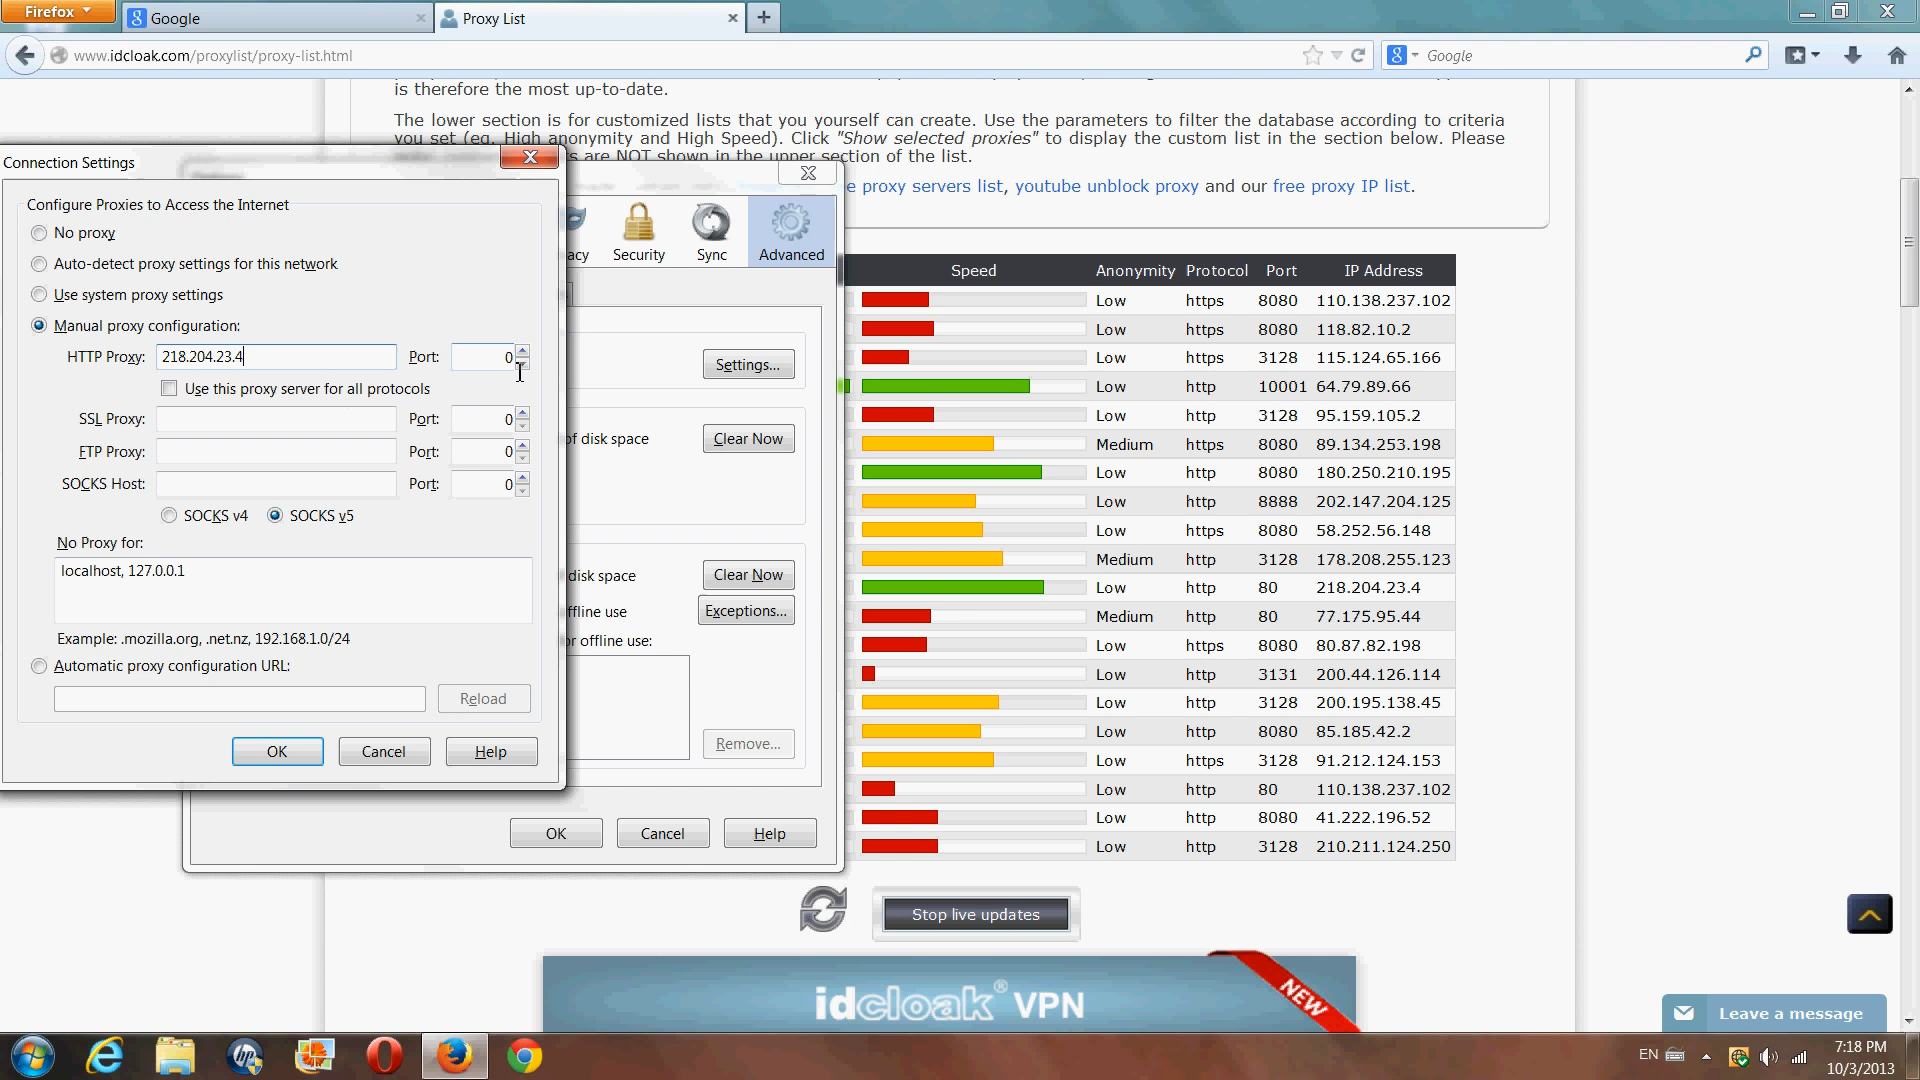 Firefox
Google
Proxy List
www.idcloak.com/proxylist/proxy-list.html
Google
is therefore the most up-to-date.
The lower section is for customized lists that you yourself can create. Use the parameters to filter the database according to criteria
you set (eg. High anonymity and High Speed). Click "Show selected proxies" to display the custom list in the section below. Please
are NOT shown in the upper section of the list.
e proxy servers list, youtube unblock proxy and our free proxy IP list.
Connection Settings
Configure Proxies to Access the Internet
No proxy
Auto-detect proxy settings for this network
Use system proxy settings
Manual proxy configuration:
HTTP Proxy: 218.204.23.4 Port: 0
Use this proxy server for all protocols
SSL Proxy: Port: 0
FTP Proxy: Port: 0
SOCKS Host: Port: 0
SOCKS v4 SOCKS v5
No Proxy for:
localhost, 127.0.0.1
Example: .mozilla.org, .net.nz, 192.168.1.0/24
Automatic proxy configuration URL:
Reload
OK Cancel Help
acy Security Sync Advanced
Settings...
of disk space Clear Now
disk space Clear Now
ffline use Exceptions...
or offline use:
Remove...
OK Cancel Help
Speed Anonymity Protocol Port IP Address
Low https 8080 110.138.237.102
Low https 8080 118.82.10.2
Low https 3128 115.124.65.166
Low http 10001 64.79.89.66
Low http 3128 95.159.105.2
Medium https 8080 89.134.253.198
Low http 8080 180.250.210.195
Low http 8888 202.147.204.125
Low https 8080 58.252.56.148
Medium http 3128 178.208.255.123
Low http 80 218.204.23.4
Medium http 80 77.175.95.44
Low https 8080 80.87.82.198
Low http 3131 200.44.126.114
Low http 3128 200.195.138.45
Low http 8080 85.185.42.2
Low https 3128 91.212.124.153
Low http 80 110.138.237.102
Low http 8080 41.222.196.52
Low http 3128 210.211.124.250
Stop live updates
idcloak® VPN
NEW
Leave a message
EN
7:18 PM
10/3/2013